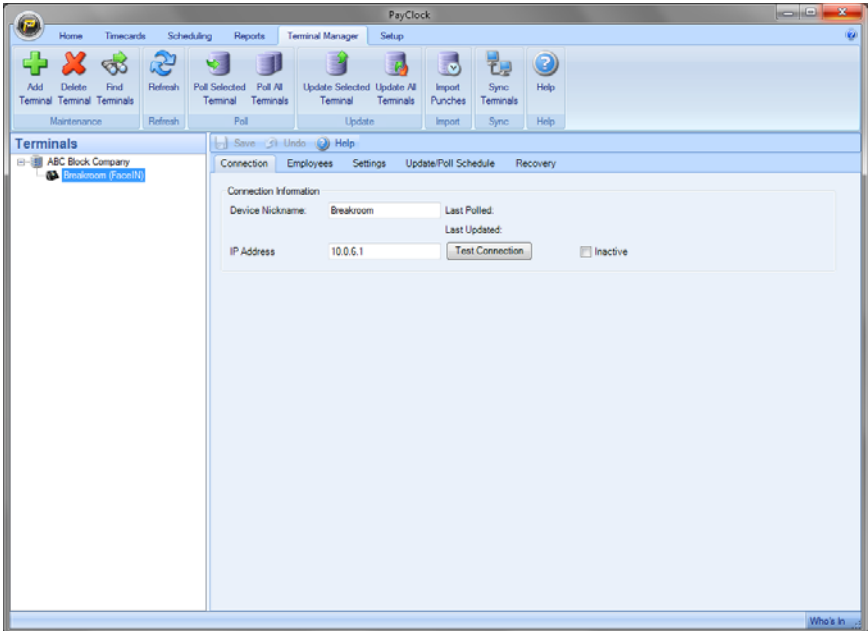 PayClock
Home Timecards Scheduling Reports Terminal Manager Setup
Add Terminal Delete Terminal Find Terminals Refresh Poll Selected Terminal Poll All Terminals Update Selected Terminal Update All Terminals Import Punches Sync Terminals Help
Maintenance Refresh Poll Update Import Sync Help
Terminals
Save Undo Help
ABC Block Company
Breakroom (FaceIN)
Connection Employees Settings Update/Poll Schedule Recovery
Connection Information
Device Nickname: Breakroom Last Polled:
Last Updated:
IP Address 10.0.6.1 Test Connection Inactive
Who's In